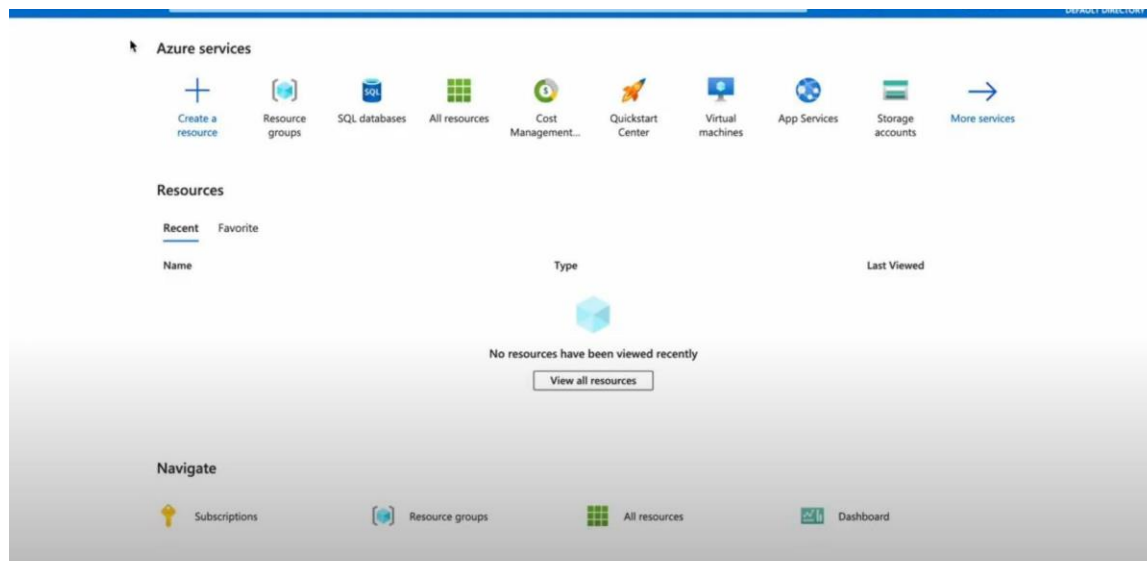 DEFAULT DIRECTORY
Azure services
Create a resource
Resource groups
SQL databases
All resources
Cost Management...
Quickstart Center
Virtual machines
App Services
Storage accounts
More services
Resources
Recent Favorite
Name Type Last Viewed
No resources have been viewed recently
View all resources
Navigate
Subscriptions Resource groups All resources Dashboard